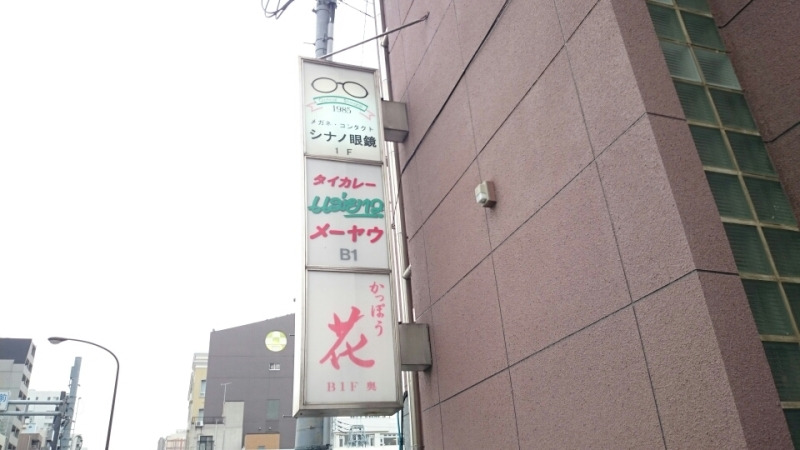 1985
メガネ・コンタクト
シナノ眼鏡
1F
タイカレー
メーヤウ
B1
かっぽう
花
B1F 奥